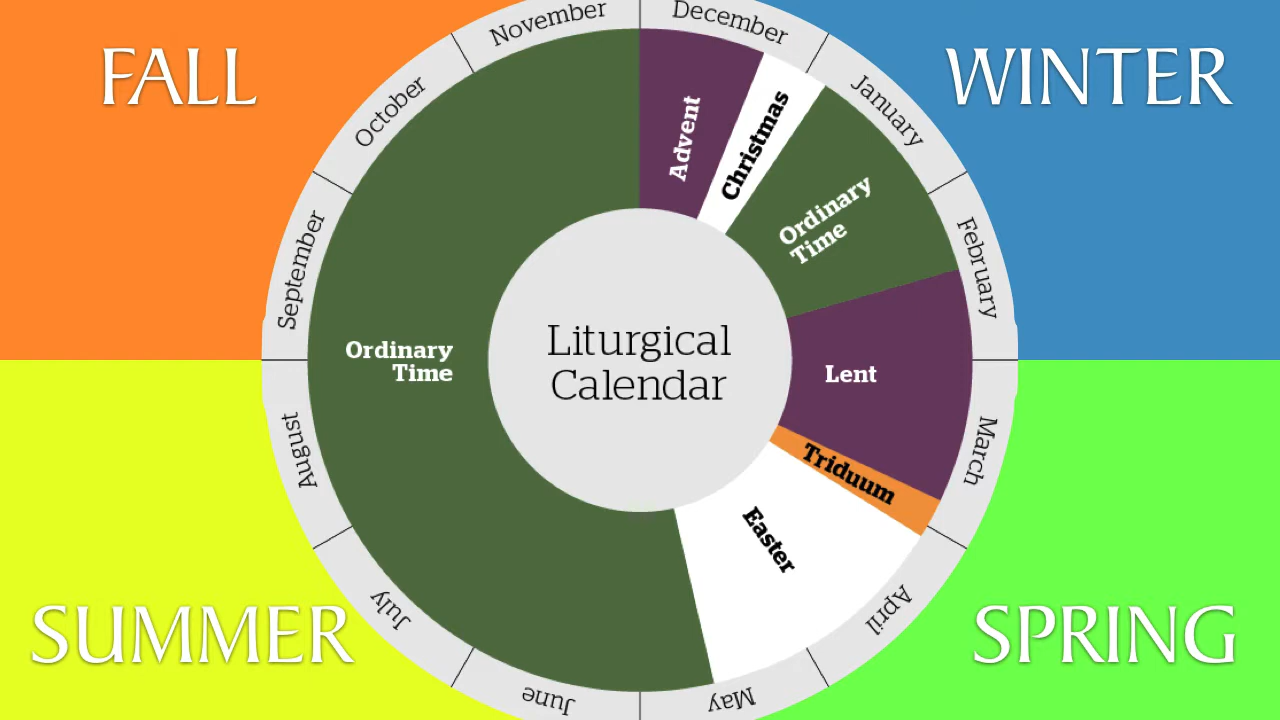 FALL
WINTER
SUMMER
SPRING
November
December
January
February
March
April
May
June
July
August
September
October
Advent
Christmas
Ordinary
Time
Lent
Triduum
Easter
Ordinary
Time
Liturgical
Calendar